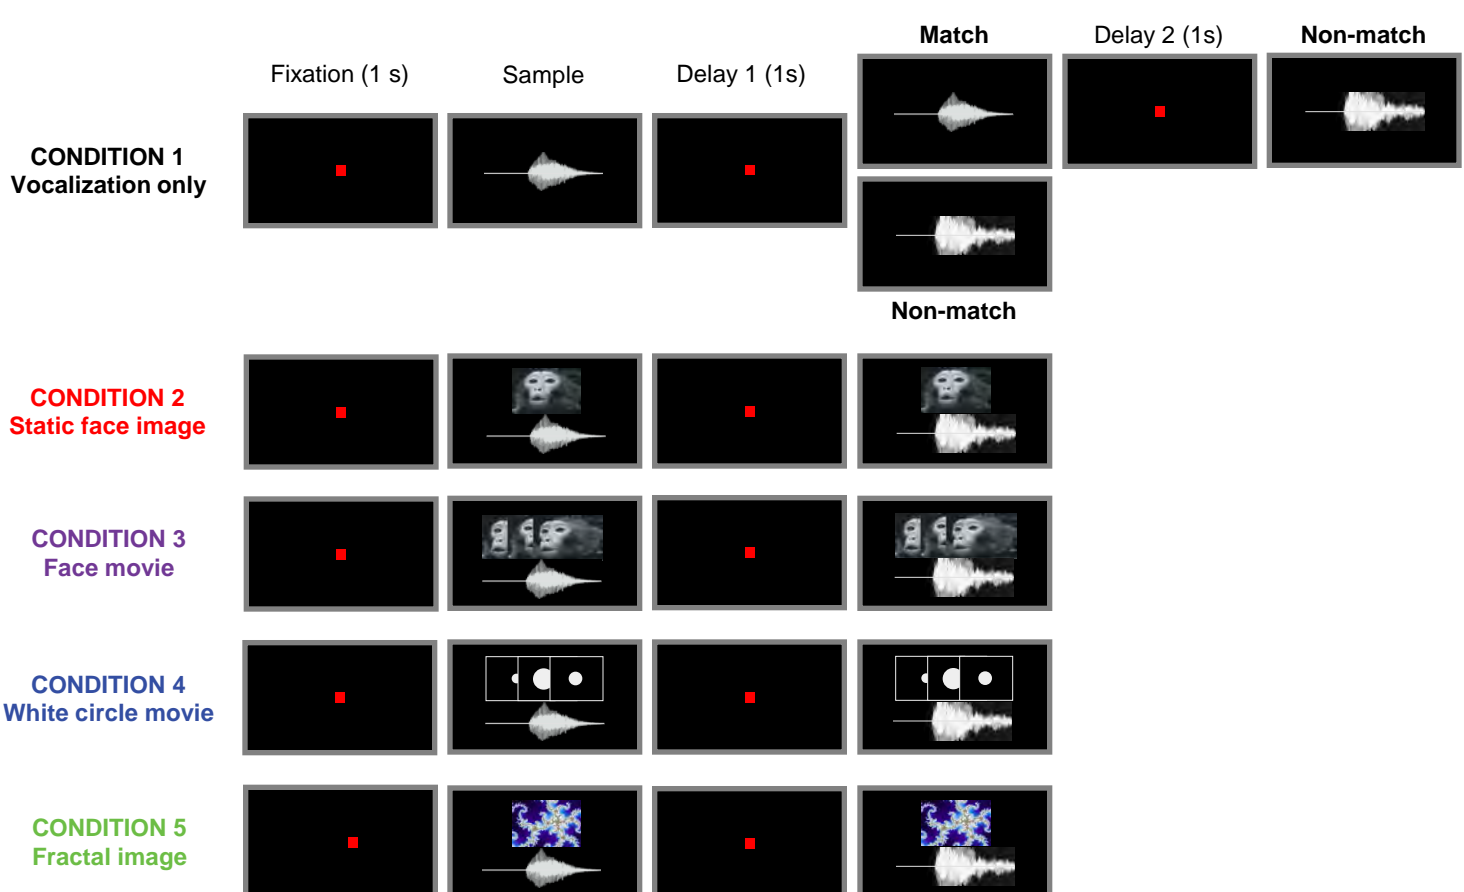 Match
Delay 2 (1s)
Non-match
Fixation (1 s)
Sample
Delay 1 (1s)
CONDITION 1
Vocalization only
Non-match
CONDITION 2
Static face image
CONDITION 3
Face movie
CONDITION 4
White circle movie
CONDITION 5
Fractal image